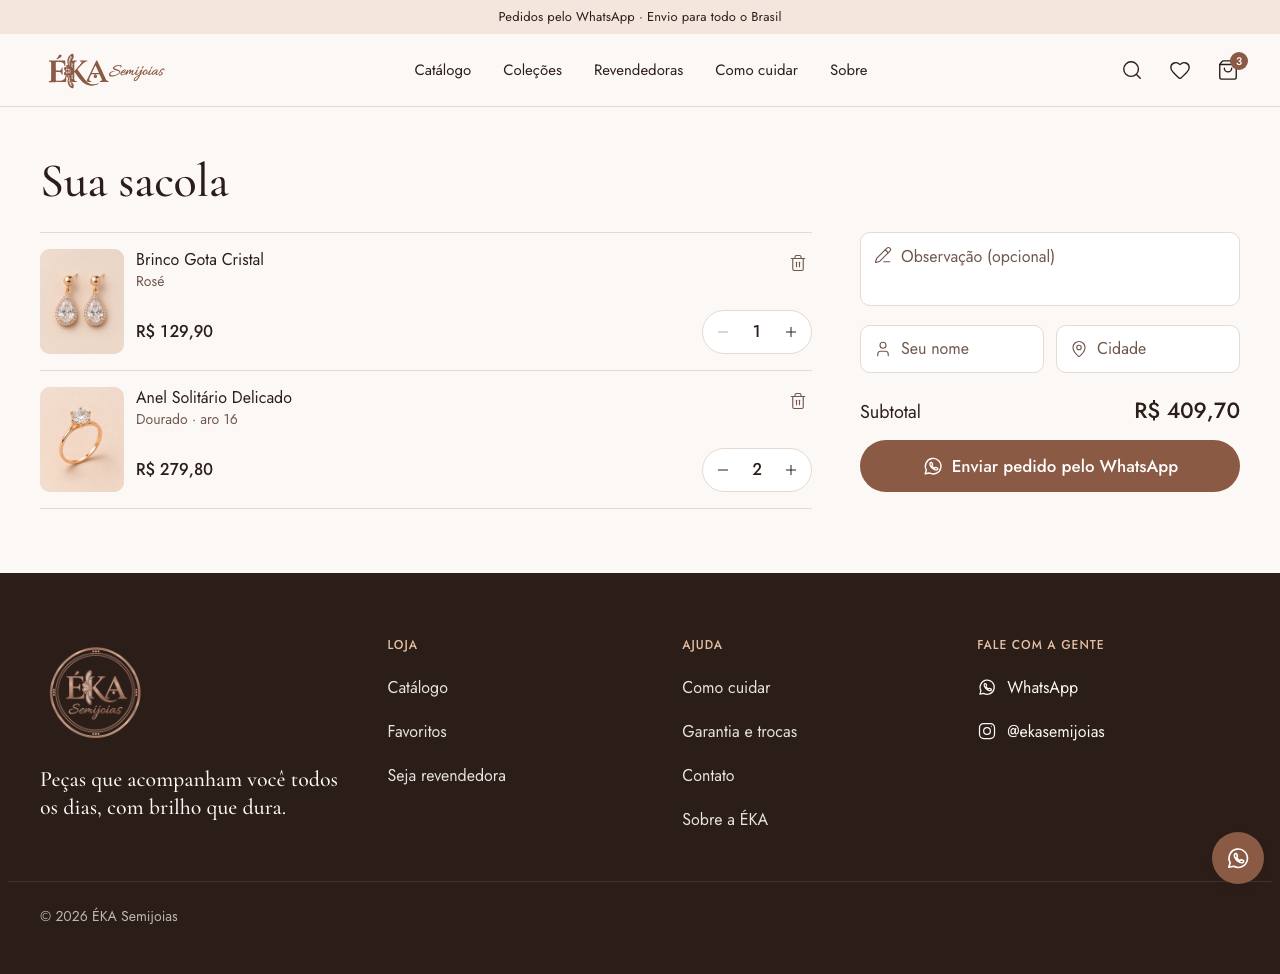 Pedidos pelo WhatsApp · Envio para todo o Brasil
ÉKA Semijoias
Catálogo
Coleções
Revendedoras
Como cuidar
Sobre
3
Sua sacola
Brinco Gota Cristal
Rosé
R$ 129,90
1
Anel Solitário Delicado
Dourado · aro 16
R$ 279,80
2
Observação (opcional)
Seu nome
Cidade
Subtotal
R$ 409,70
Enviar pedido pelo WhatsApp
ÉKA
Semijoias
Peças que acompanham você todos
os dias, com brilho que dura.
LOJA
Catálogo
Favoritos
Seja revendedora
AJUDA
Como cuidar
Garantia e trocas
Contato
Sobre a ÉKA
FALE COM A GENTE
WhatsApp
@ekasemijoias
© 2026 ÉKA Semijoias